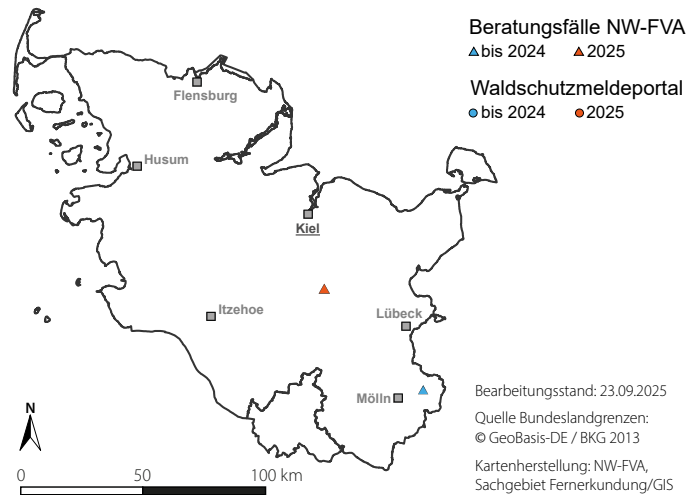 Beratungsfälle NW-FVA
bis 2024 2025
Waldschutzmeldeportal
bis 2024 2025
Flensburg
Husum
Kiel
Itzehoe
Lübeck
Mölln
N
0 50 100 km
Bearbeitungsstand: 23.09.2025
Quelle Bundeslandgrenzen:
© GeoBasis-DE / BKG 2013
Kartenherstellung: NW-FVA,
Sachgebiet Fernerkundung/GIS